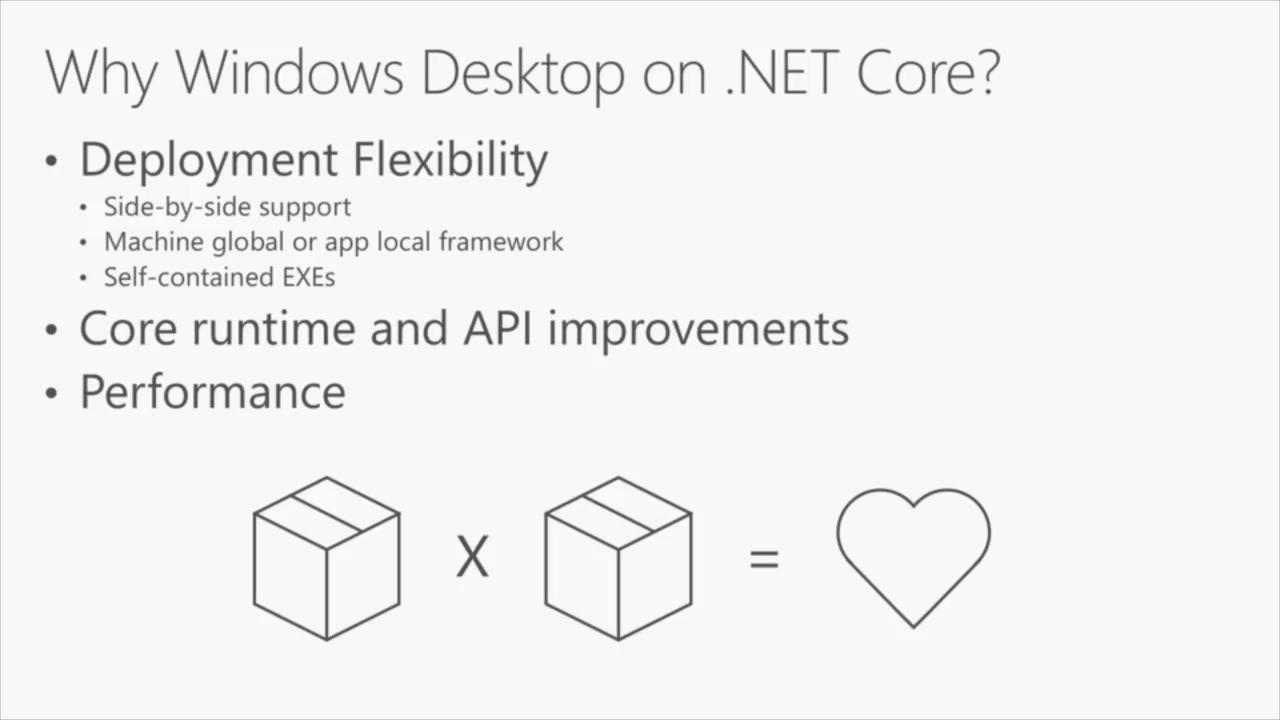 Why Windows Desktop on .NET Core?
• Deployment Flexibility
• Side-by-side support
• Machine global or app local framework
• Self-contained EXEs
• Core runtime and API improvements
• Performance
X =